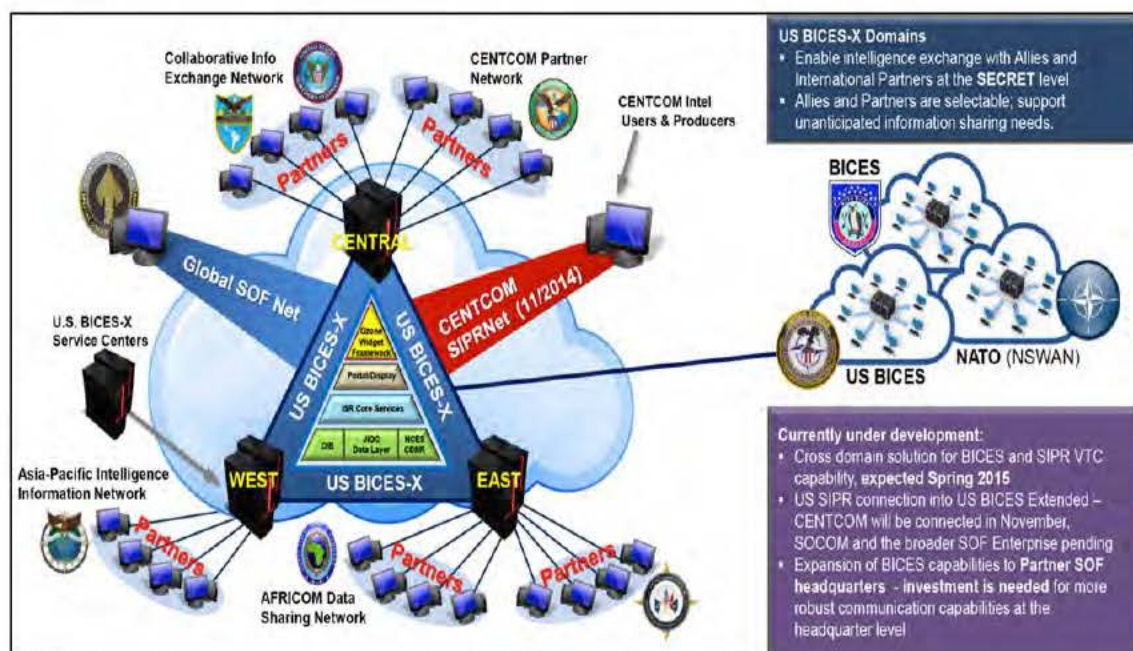 Collaborative Info
Exchange Network
CENTCOM Partner
Network
CENTCOM Intel
Users & Producers
Partners
Partners
CENTRAL
Global SOF Net
CENTCOM
SIPRNet (11/2014)
U.S. BICES-X
Service Centers
US BICES-X
US BICES-X
Ozone
Widget
Framework
Portal/Display
ISR Core Services
DIB
Data Layer
WEST
US BICES-X
EAST
Asia-Pacific Intelligence
Information Network
Partners
AFRICOM Data
Sharing Network
Partners
Partners
US BICES-X Domains
▪ Enable intelligence exchange with Allies and
International Partners at the SECRET level
▪ Allies and Partners are selectable; support
unanticipated information sharing needs.
BICES
NATO (NSWAN)
US BICES
Currently under development:
▪ Cross domain solution for BICES and SIPR VTC
capability, expected Spring 2015
▪ US SIPR connection into US BICES Extended –
CENTCOM will be connected in November,
SOCOM and the broader SOF Enterprise pending
▪ Expansion of BICES capabilities to Partner SOF
headquarters - investment is needed for more
robust communication capabilities at the
headquarter level